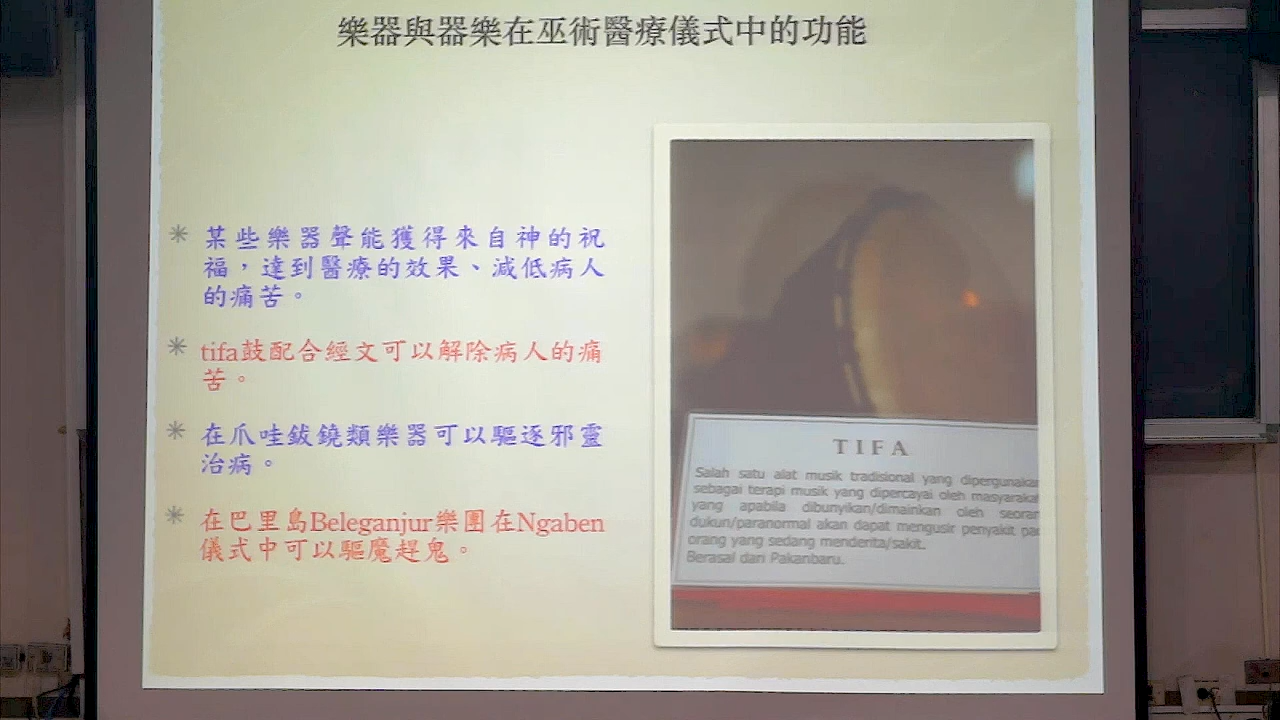 樂器與器樂在巫術醫療儀式中的功能
某些樂器聲能獲得來自神的祝
福，達到醫療的效果、減低病人
的痛苦。
tifa鼓配合經文可以解除病人的痛
苦。
在爪哇鈸鐃類樂器可以驅逐邪靈
治病。
在巴里島Beleganjur樂團在Ngaben
儀式中可以驅魔趕鬼。
TIFA
Salah satu alat musik tradisional yang dipergunakan
sebagai terapi musik yang dipercayai oleh masyarakat
yang apabila dibunyikan/dimainkan oleh seoran
dukun/paranormal akan dapat mengusir penyakit pad
orang yang sedang menderita/sakit.
Berasal dari Pakanbaru.